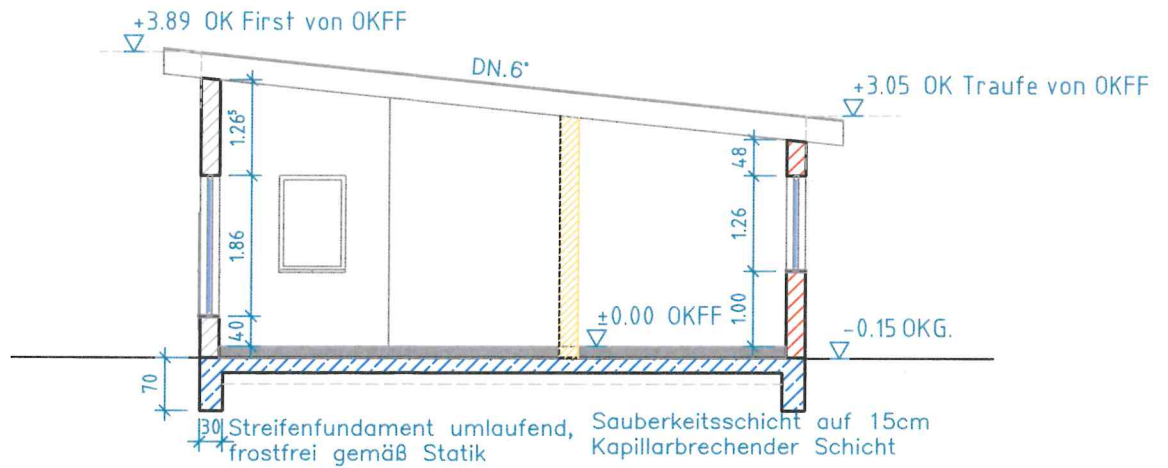 +3.89 OK First von OKFF
DN.6°
+3.05 OK Traufe von OKFF
1.26⁵
48
1.86
1.26
40
1.00
±0.00 OKFF
-0.15 OKG.
70
30
Streifenfundament umlaufend,
frostfrei gemäß Statik
Sauberkeitsschicht auf 15cm
Kapillarbrechender Schicht